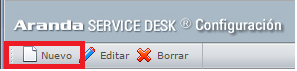 Aranda SERVICE DESK ® Configuración
Nuevo Editar Borrar